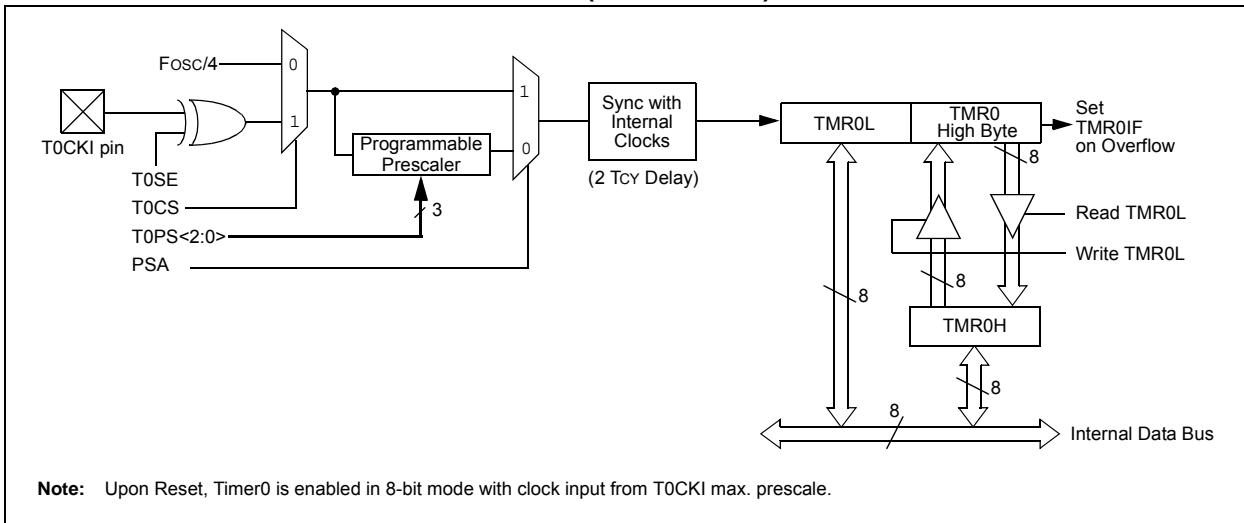 FOSC/4
0
1
T0CKI pin
T0SE
T0CS
T0PS<2:0>
PSA
Programmable
Prescaler
3
1
0
Sync with
Internal
Clocks
(2 TCY Delay)
TMR0L
TMR0
High Byte
Set
TMR0IF
on Overflow
8
Read TMR0L
Write TMR0L
8
8
TMR0H
8
8
Internal Data Bus
Note: Upon Reset, Timer0 is enabled in 8-bit mode with clock input from T0CKI max. prescale.